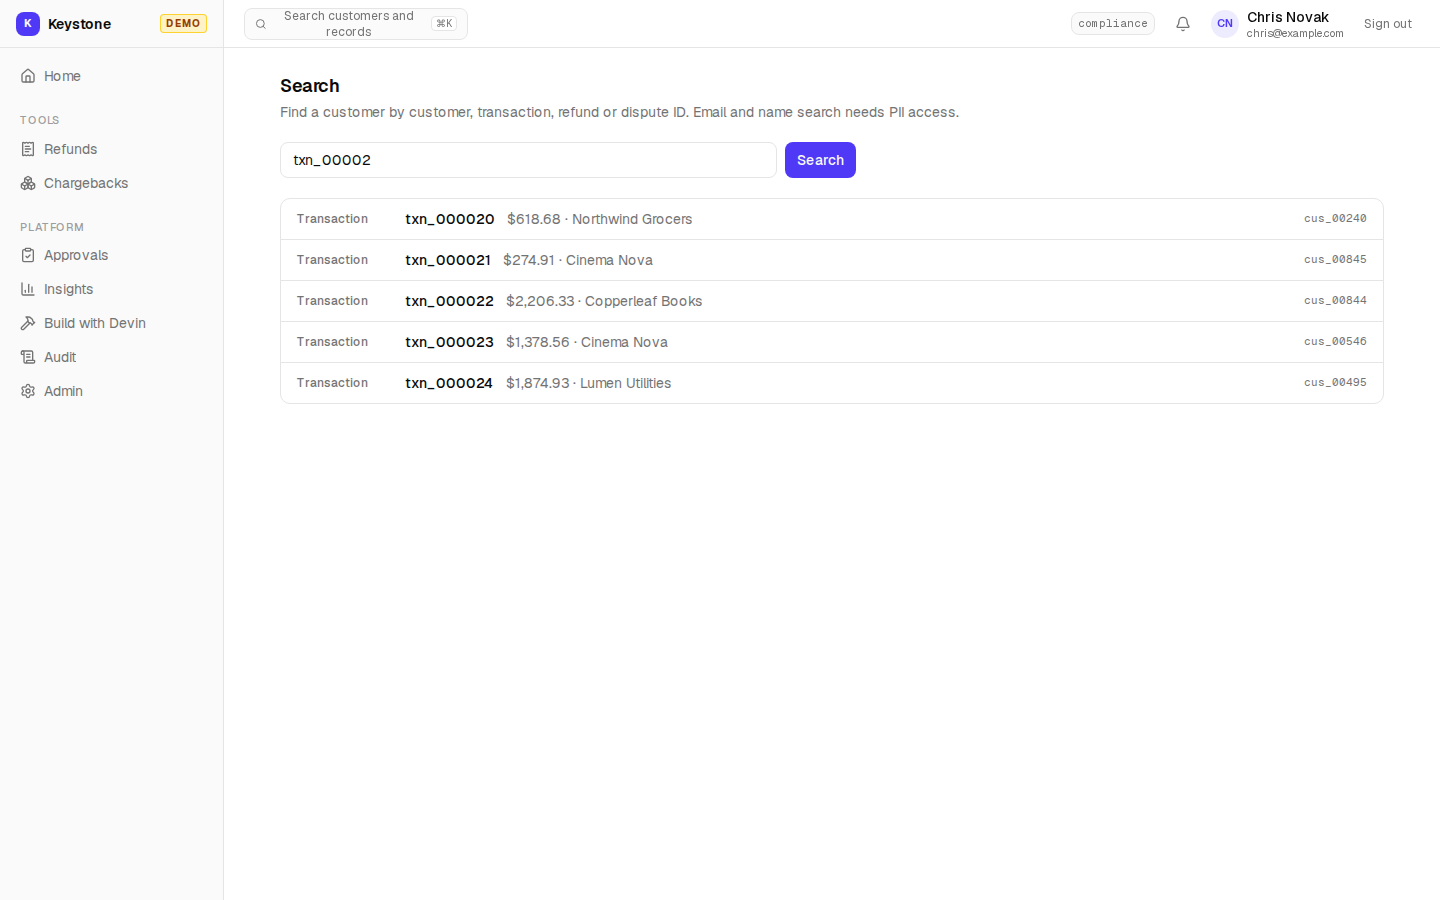 K Keystone DEMO
Search customers and records ⌘K
compliance
CN Chris Novak
chris@example.com
Sign out
Home
TOOLS
Refunds
Chargebacks
PLATFORM
Approvals
Insights
Build with Devin
Audit
Admin
Search
Find a customer by customer, transaction, refund or dispute ID. Email and name search needs PII access.
txn_00002 Search
Transaction txn_000020 $618.68 · Northwind Grocers cus_00240
Transaction txn_000021 $274.91 · Cinema Nova cus_00845
Transaction txn_000022 $2,206.33 · Copperleaf Books cus_00844
Transaction txn_000023 $1,378.56 · Cinema Nova cus_00546
Transaction txn_000024 $1,874.93 · Lumen Utilities cus_00495